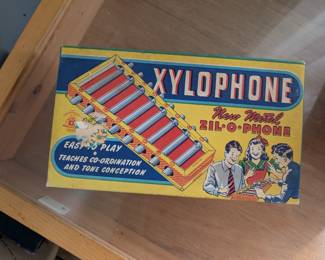 XYLOPHONE
New Metal
ZIL-O-PHONE
EASY TO PLAY
TEACHES CO-ORDINATION
AND TONE CONCEPTION